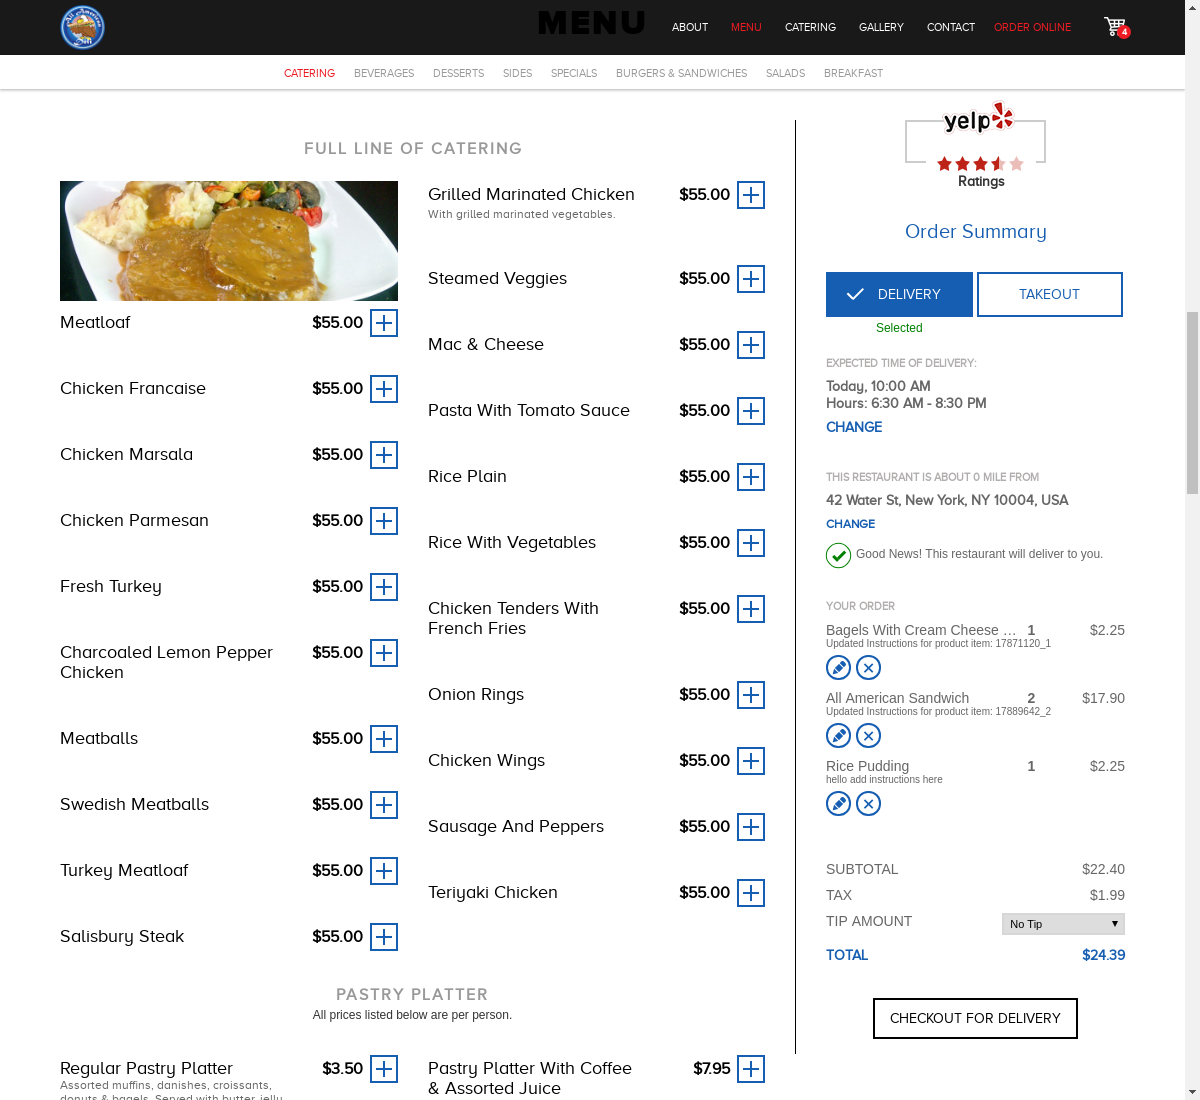 All American
Deli
MENU
ABOUT
MENU
CATERING
GALLERY
CONTACT
ORDER ONLINE
4
CATERING
BEVERAGES
DESSERTS
SIDES
SPECIALS
BURGERS & SANDWICHES
SALADS
BREAKFAST
FULL LINE OF CATERING
Meatloaf $55.00
Chicken Francaise $55.00
Chicken Marsala $55.00
Chicken Parmesan $55.00
Fresh Turkey $55.00
Charcoaled Lemon Pepper $55.00
Chicken
Meatballs $55.00
Swedish Meatballs $55.00
Turkey Meatloaf $55.00
Salisbury Steak $55.00
Grilled Marinated Chicken $55.00
With grilled marinated vegetables.
Steamed Veggies $55.00
Mac & Cheese $55.00
Pasta With Tomato Sauce $55.00
Rice Plain $55.00
Rice With Vegetables $55.00
Chicken Tenders With $55.00
French Fries
Onion Rings $55.00
Chicken Wings $55.00
Sausage And Peppers $55.00
Teriyaki Chicken $55.00
PASTRY PLATTER
All prices listed below are per person.
Regular Pastry Platter $3.50
Assorted muffins, danishes, croissants,
donuts & bagels. Served with butter, jelly
Pastry Platter With Coffee $7.95
& Assorted Juice
yelp
Ratings
Order Summary
DELIVERY
TAKEOUT
Selected
EXPECTED TIME OF DELIVERY:
Today, 10:00 AM
Hours: 6:30 AM - 8:30 PM
CHANGE
THIS RESTAURANT IS ABOUT 0 MILE FROM
42 Water St, New York, NY 10004, USA
CHANGE
Good News! This restaurant will deliver to you.
YOUR ORDER
Bagels With Cream Cheese ... 1 $2.25
Updated Instructions for product item: 17871120_1
All American Sandwich 2 $17.90
Updated Instructions for product item: 17889642_2
Rice Pudding 1 $2.25
hello add instructions here
SUBTOTAL $22.40
TAX $1.99
TIP AMOUNT No Tip
TOTAL $24.39
CHECKOUT FOR DELIVERY